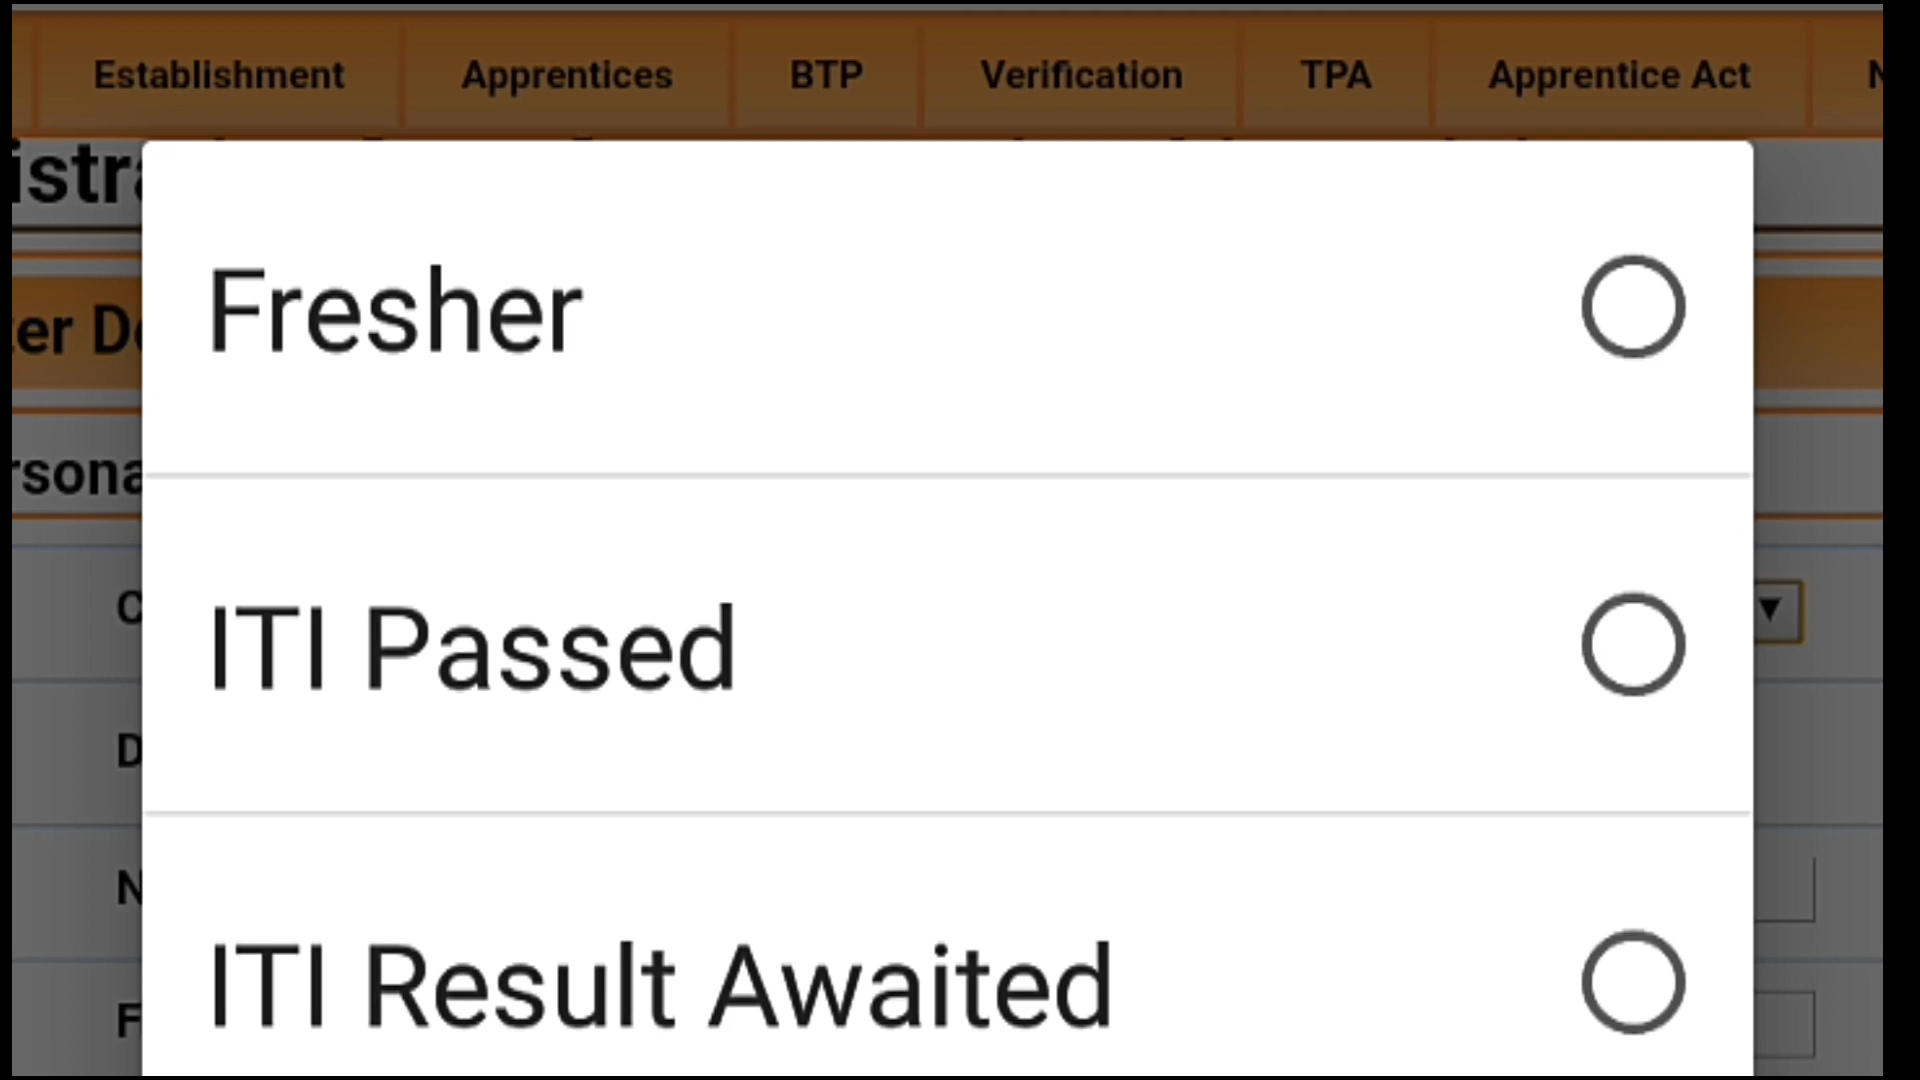 Establishment Apprentices BTP Verification TPA Apprentice Act
Fresher
ITI Passed
ITI Result Awaited